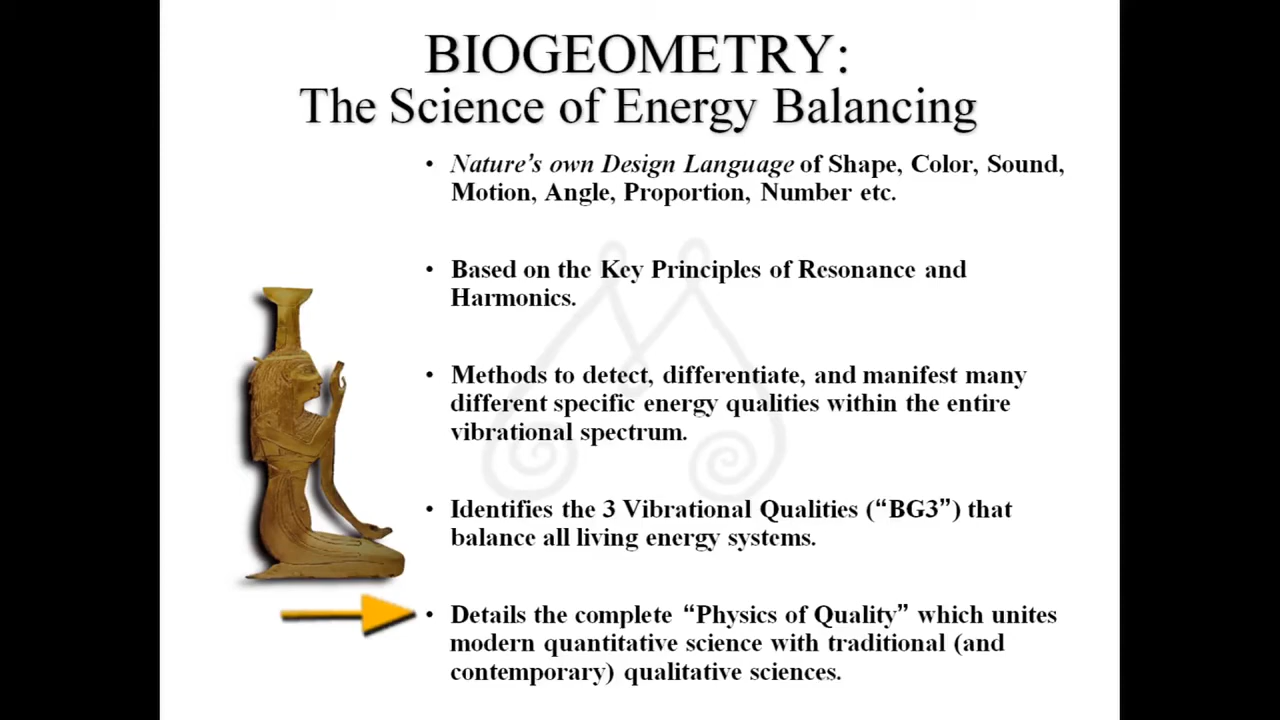 BIOGEOMETRY:
The Science of Energy Balancing
• Nature’s own Design Language of Shape, Color, Sound,
Motion, Angle, Proportion, Number etc.
• Based on the Key Principles of Resonance and
Harmonics.
• Methods to detect, differentiate, and manifest many
different specific energy qualities within the entire
vibrational spectrum.
• Identifies the 3 Vibrational Qualities (“BG3”) that
balance all living energy systems.
• Details the complete “Physics of Quality” which unites
modern quantitative science with traditional (and
contemporary) qualitative sciences.